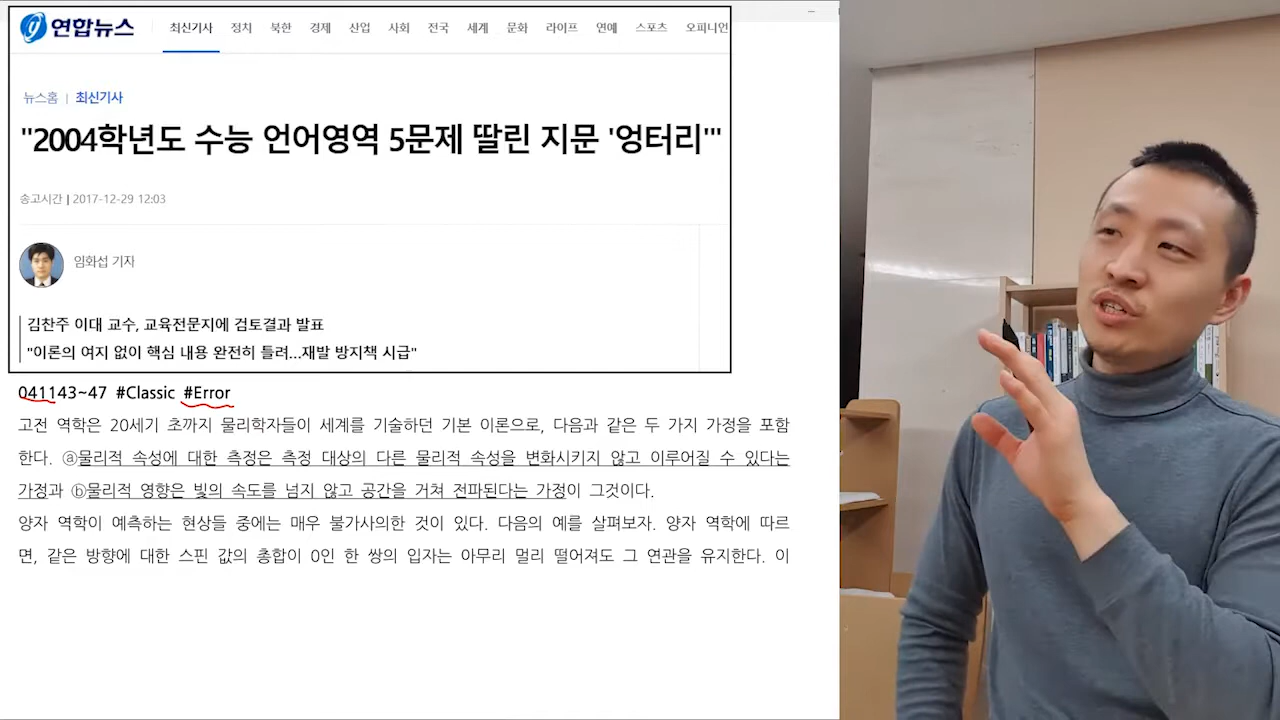 연합뉴스
최신기사 정치 북한 경제 산업 사회 전국 세계 문화 라이프 연예 스포츠 오피니언
뉴스홈 | 최신기사
"2004학년도 수능 언어영역 5문제 딸린 지문 '엉터리'"
송고시간 | 2017-12-29 12:03
임화섭 기자
김찬주 이대 교수, 교육전문지에 검토결과 발표
"이론의 여지 없이 핵심 내용 완전히 틀려...재발 방지책 시급"
041143~47 #Classic #Error
고전 역학은 20세기 초까지 물리학자들이 세계를 기술하던 기본 이론으로, 다음과 같은 두 가지 가정을 포함
한다. ⓐ물리적 속성에 대한 측정은 측정 대상의 다른 물리적 속성을 변화시키지 않고 이루어질 수 있다는
가정과 ⓑ물리적 영향은 빛의 속도를 넘지 않고 공간을 거쳐 전파된다는 가정이 그것이다.
양자 역학이 예측하는 현상들 중에는 매우 불가사의한 것이 있다. 다음의 예를 살펴보자. 양자 역학에 따르
면, 같은 방향에 대한 스핀 값의 총합이 0인 한 쌍의 입자는 아무리 멀리 떨어져도 그 연관을 유지한다. 이